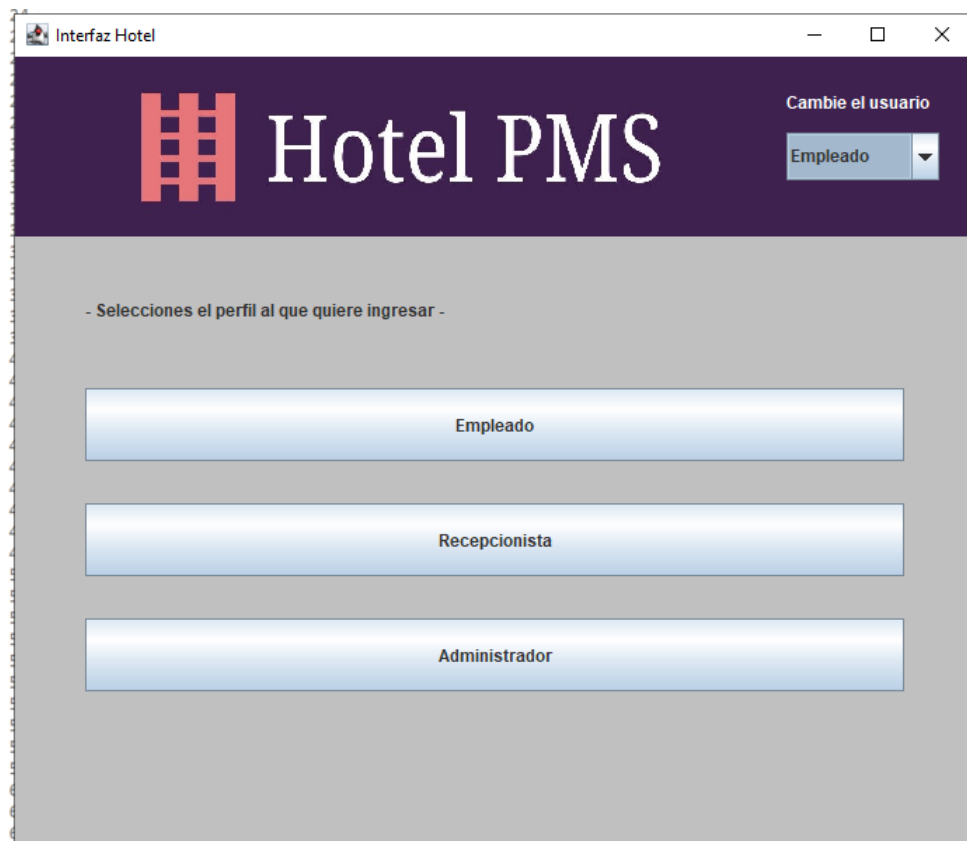 Interfaz Hotel
Hotel PMS
Cambie el usuario
Empleado
- Selecciones el perfil al que quiere ingresar -
Empleado
Recepcionista
Administrador